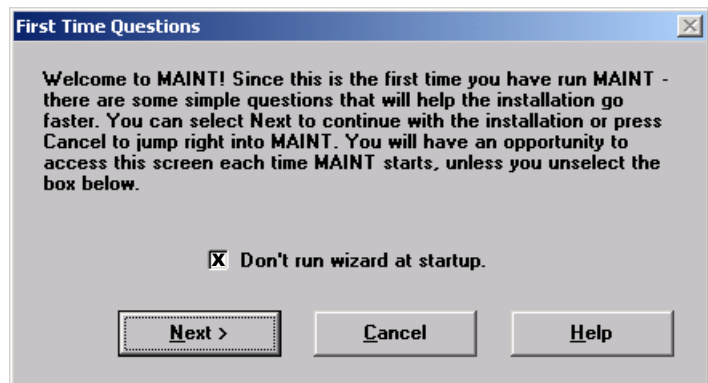 First Time Questions
Welcome to MAINT! Since this is the first time you have run MAINT -
there are some simple questions that will help the installation go
faster. You can select Next to continue with the installation or press
Cancel to jump right into MAINT. You will have an opportunity to
access this screen each time MAINT starts, unless you unselect the
box below.
Don't run wizard at startup.
Next >
Cancel
Help